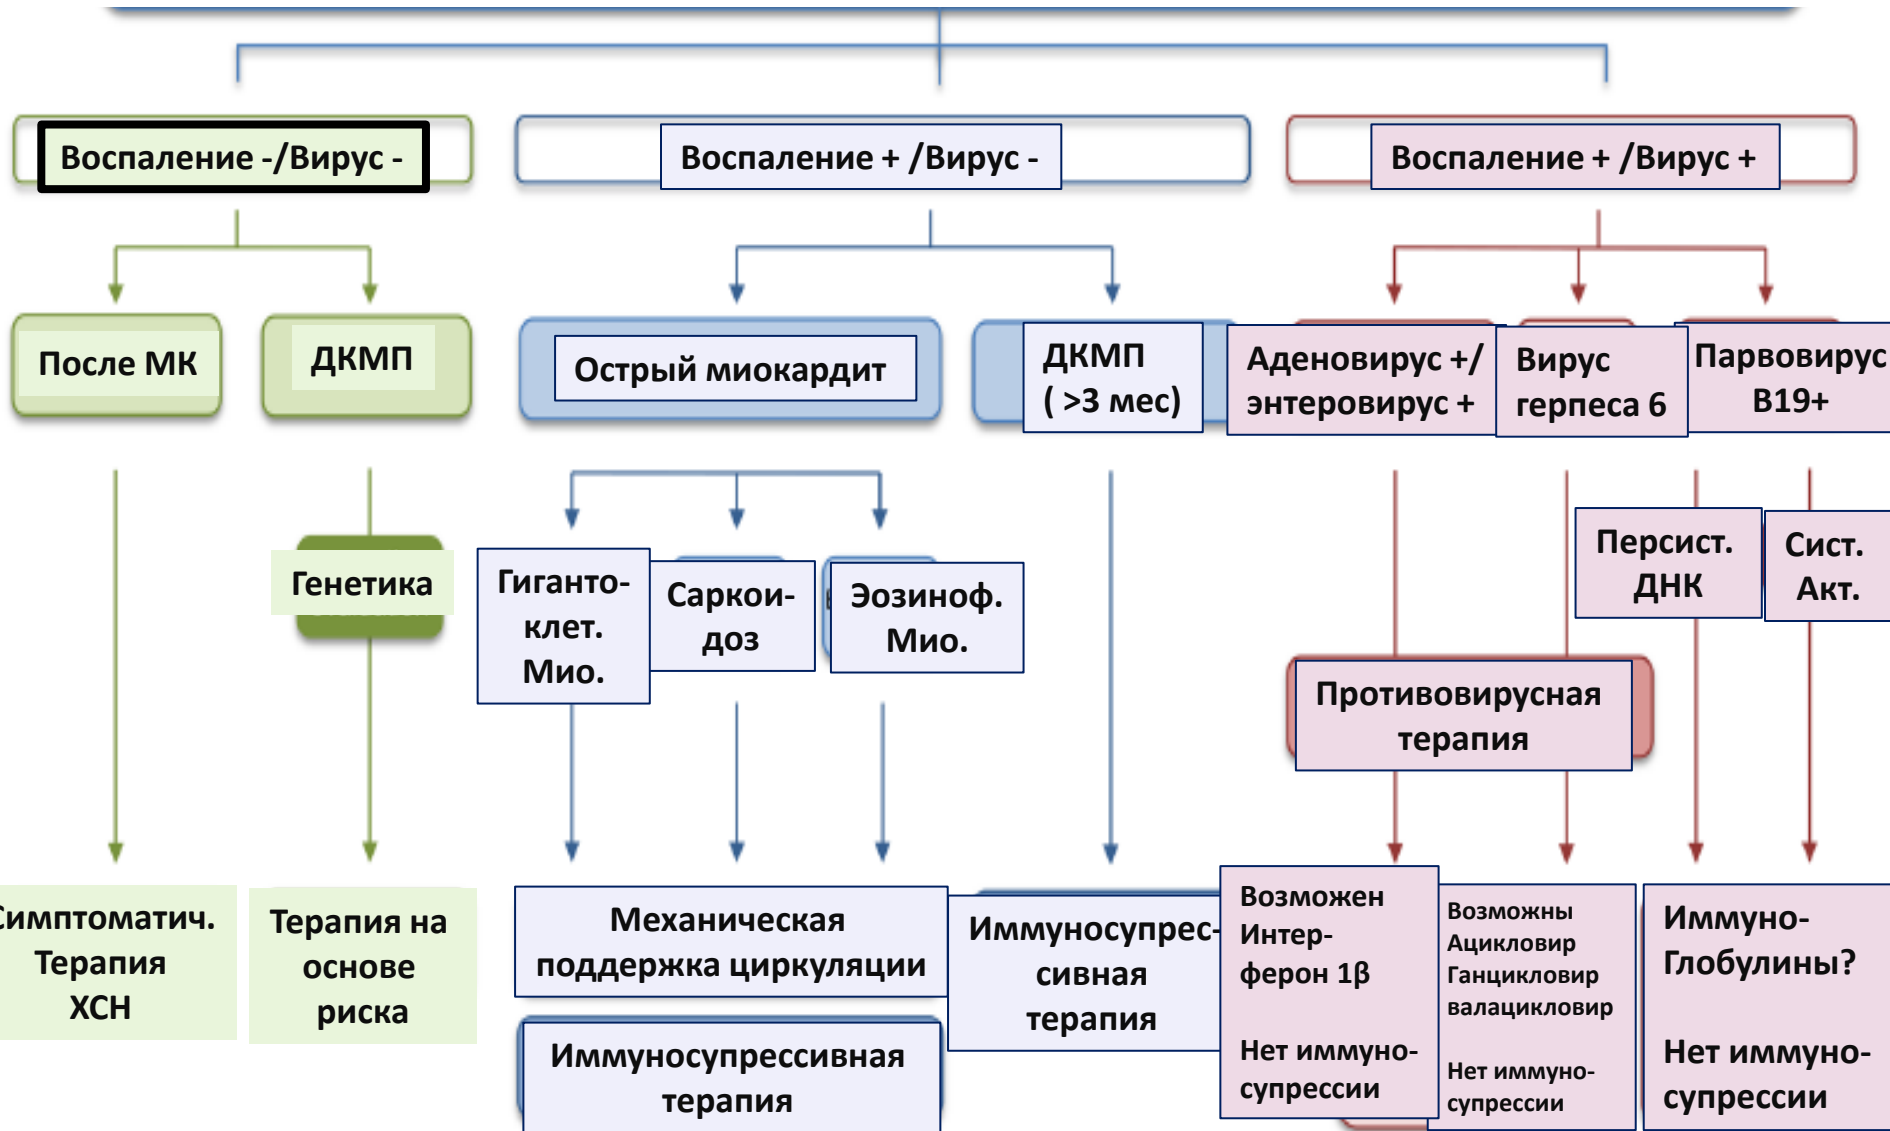 Воспаление -/Вирус -
Воспаление + /Вирус -
Воспаление + /Вирус +
После МК
ДКМП
Острый миокардит
ДКМП
( >3 мес)
Аденовирус +/
энтеровирус +
Вирус
герпеса 6
Парвовирус
В19+
Генетика
Гиганто-
клет.
Мио.
Саркои-
доз
Эозиноф.
Мио.
Персист.
ДНК
Сист.
Акт.
Противовирусная
терапия
Симптоматич.
Терапия
ХСН
Терапия на
основе
риска
Механическая
поддержка циркуляции
Иммуносупрессивная
терапия
Иммуносупрес-
сивная
терапия
Возможен
Интер-
ферон 1β
Нет иммуно-
супрессии
Возможны
Ацикловир
Ганцикловир
валацикловир
Нет иммуно-
супрессии
Иммуно-
Глобулины?
Нет иммуно-
супрессии